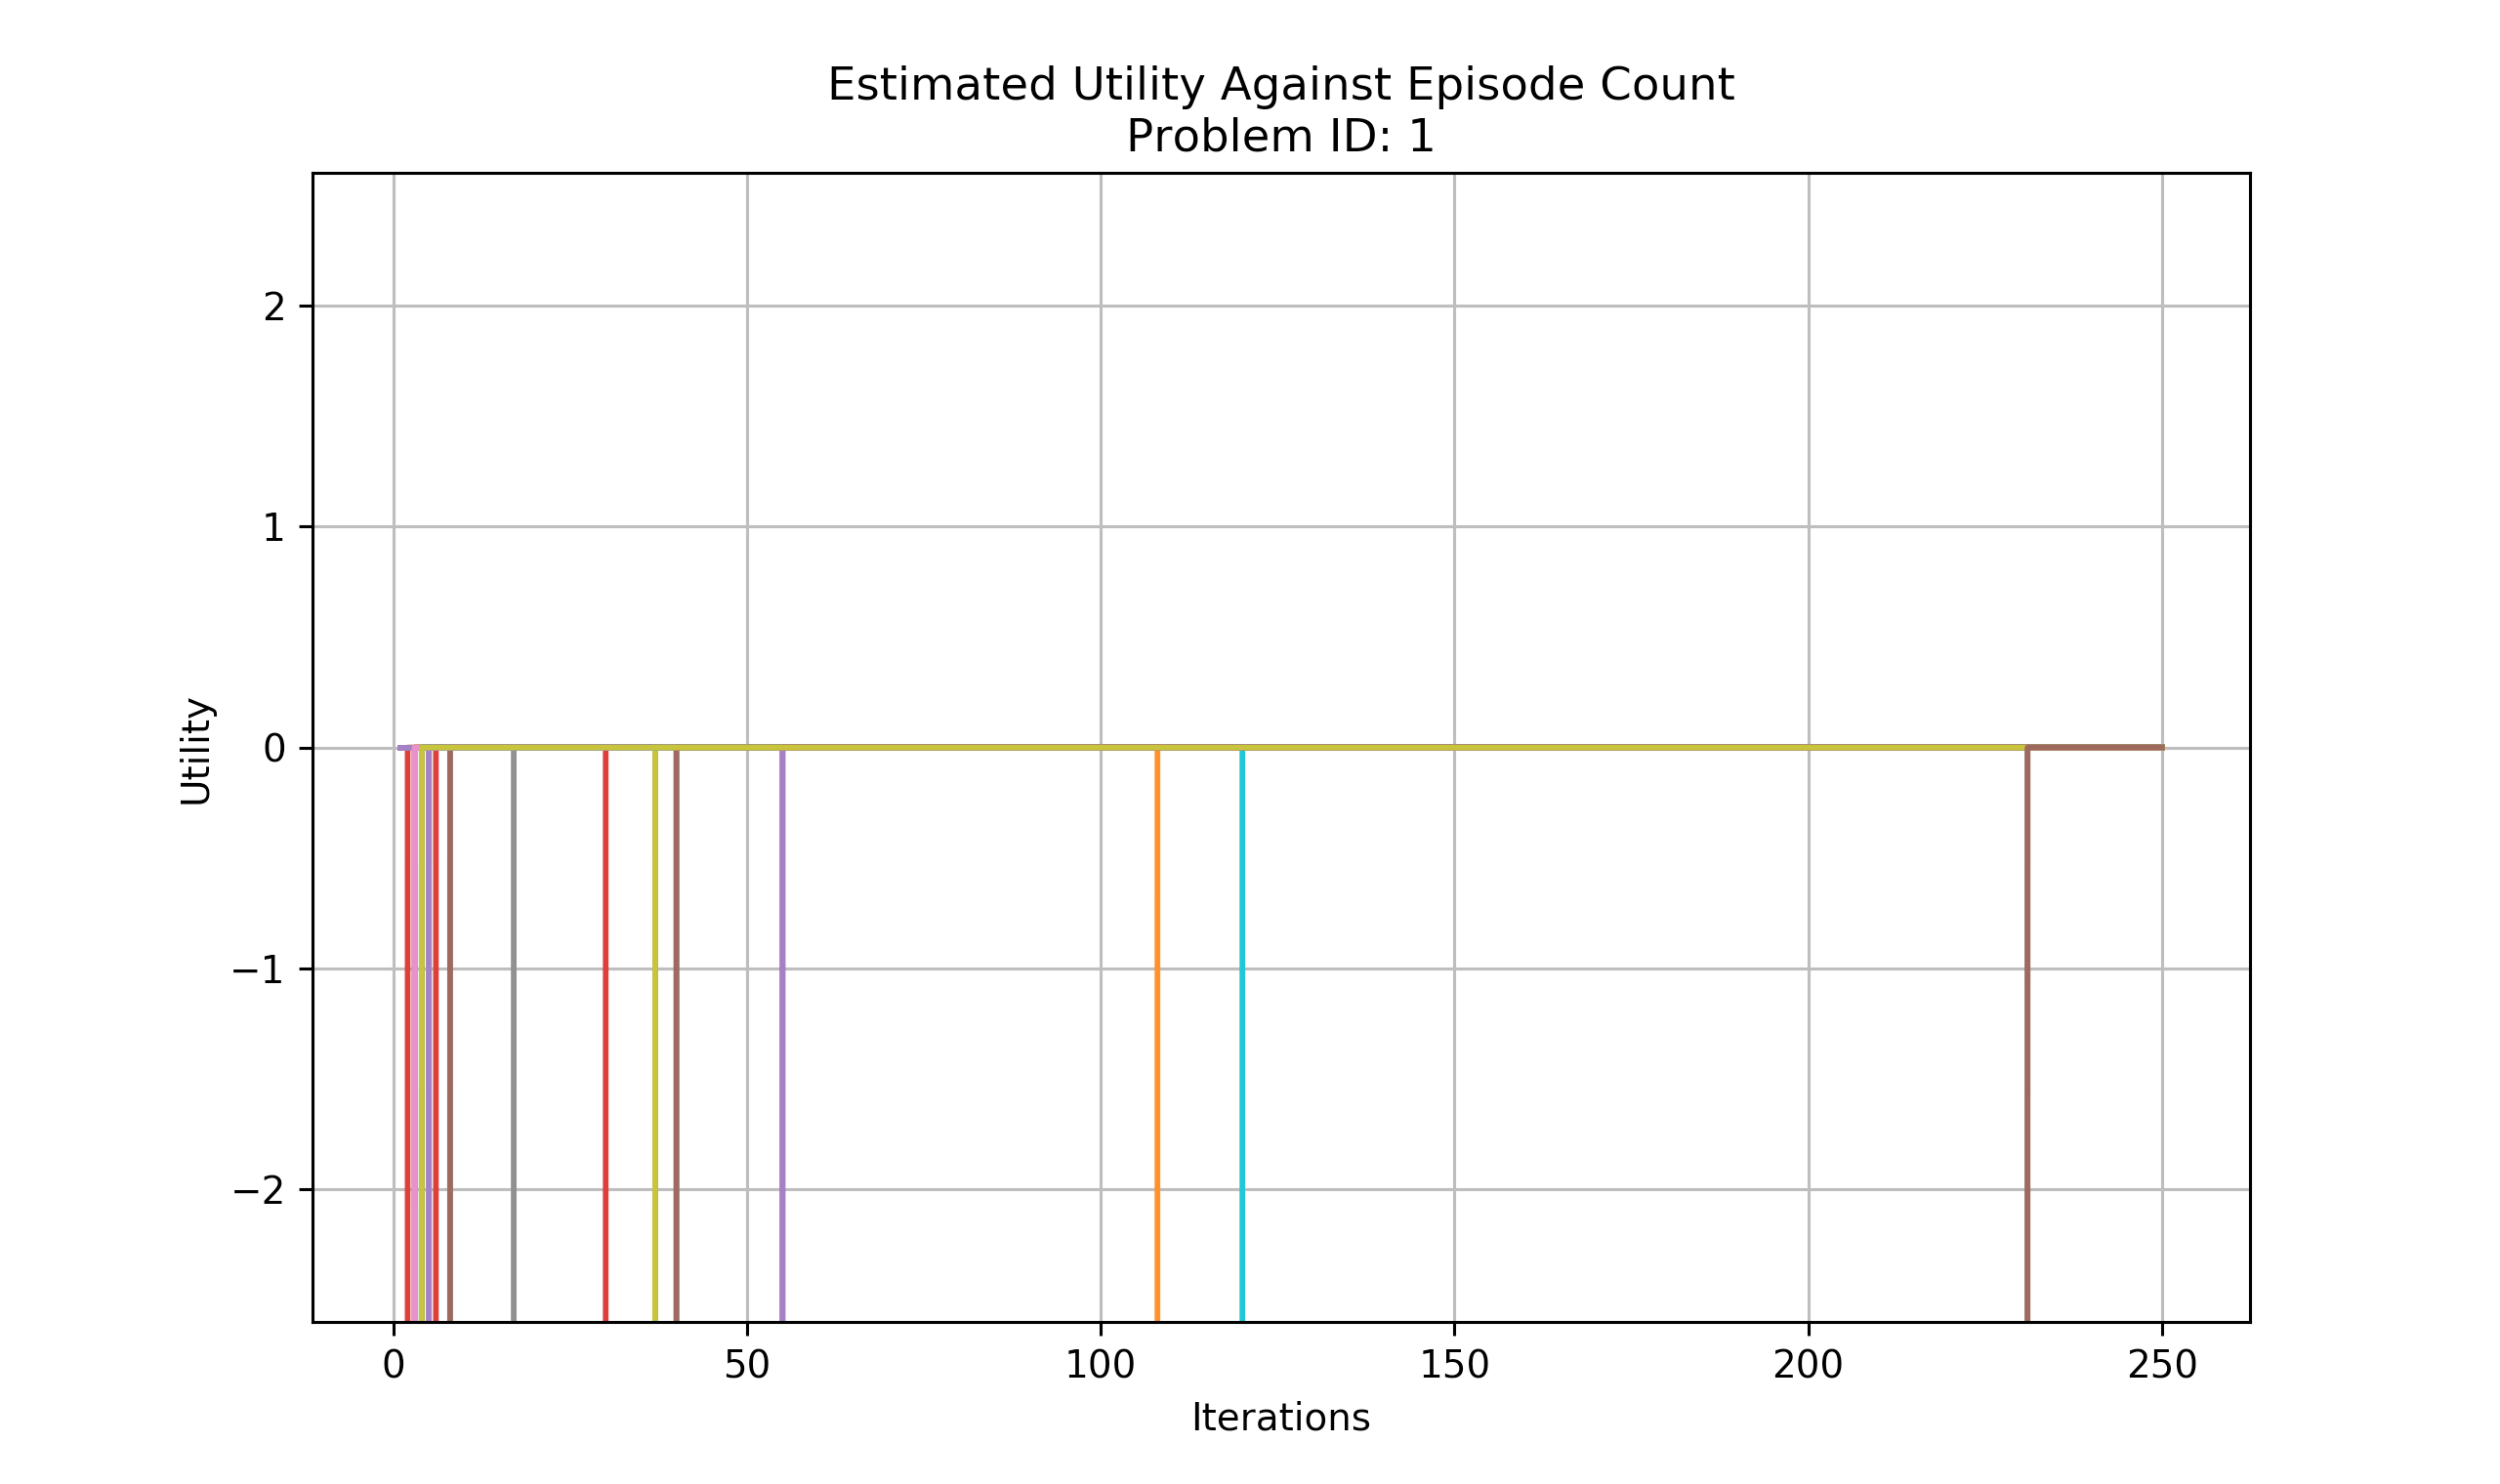 Estimated Utility Against Episode Count
Problem ID: 1
2
1
0
−1
−2
Utility
0 50 100 150 200 250
Iterations